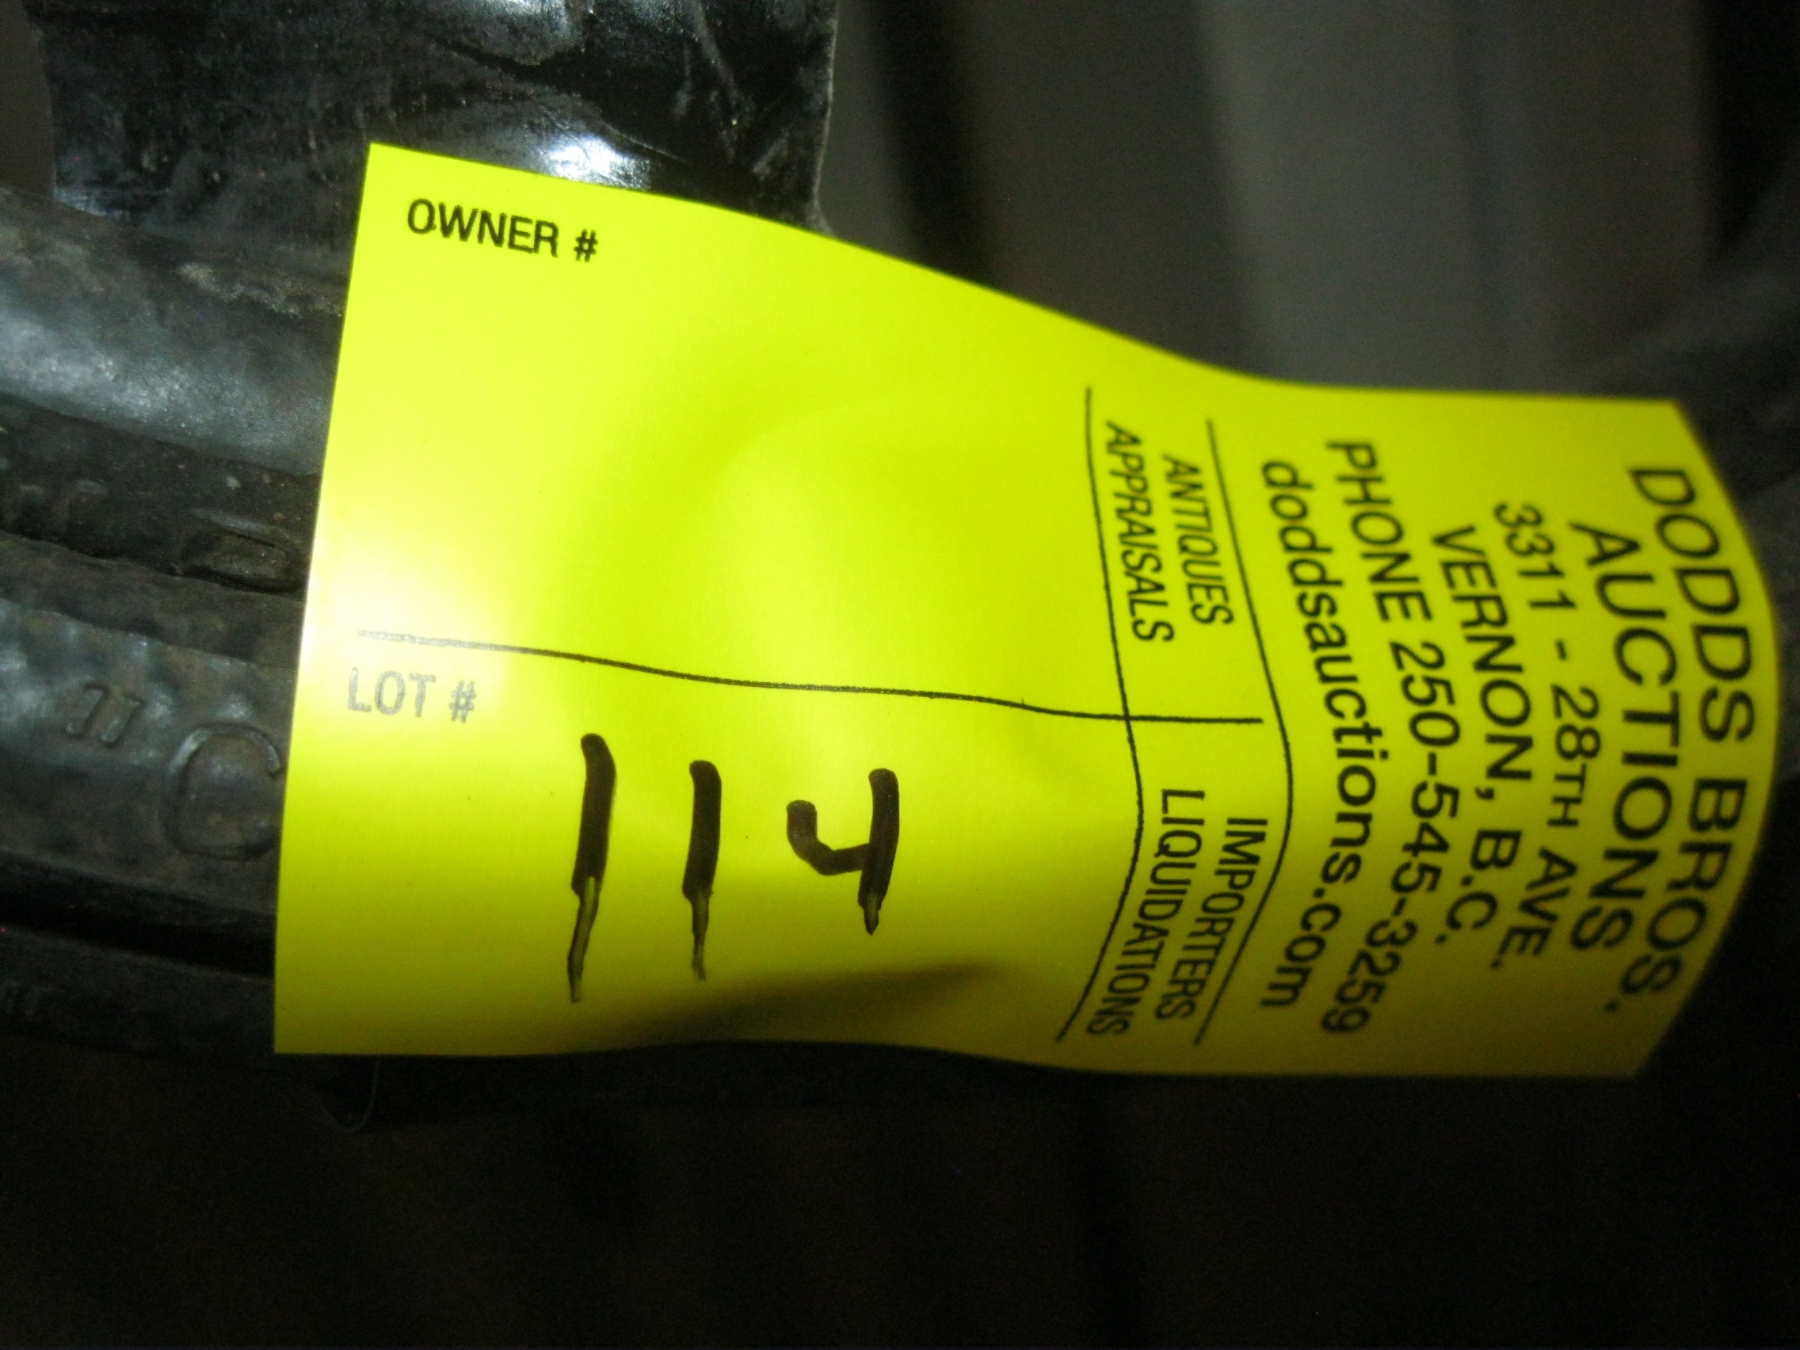 DODDS BROS.
AUCTIONS
3311 - 28TH AVE.
VERNON, B.C.
PHONE 250-545-3259
doddsauctions.com
ANTIQUES
APPRAISALS
IMPORTERS
LIQUIDATIONS
OWNER #
LOT #
114